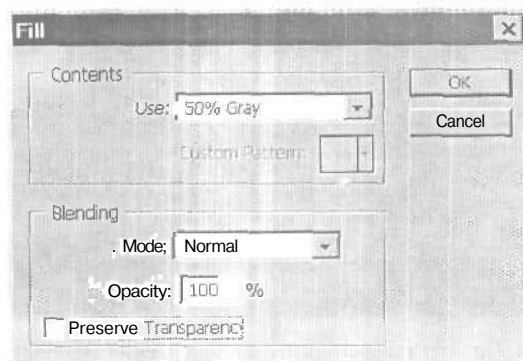 Fill
Contents
Use: 50% Gray
Custom Pattern:
OK
Cancel
Blending
. Mode; Normal
Opacity: 100 %
Preserve Transparency